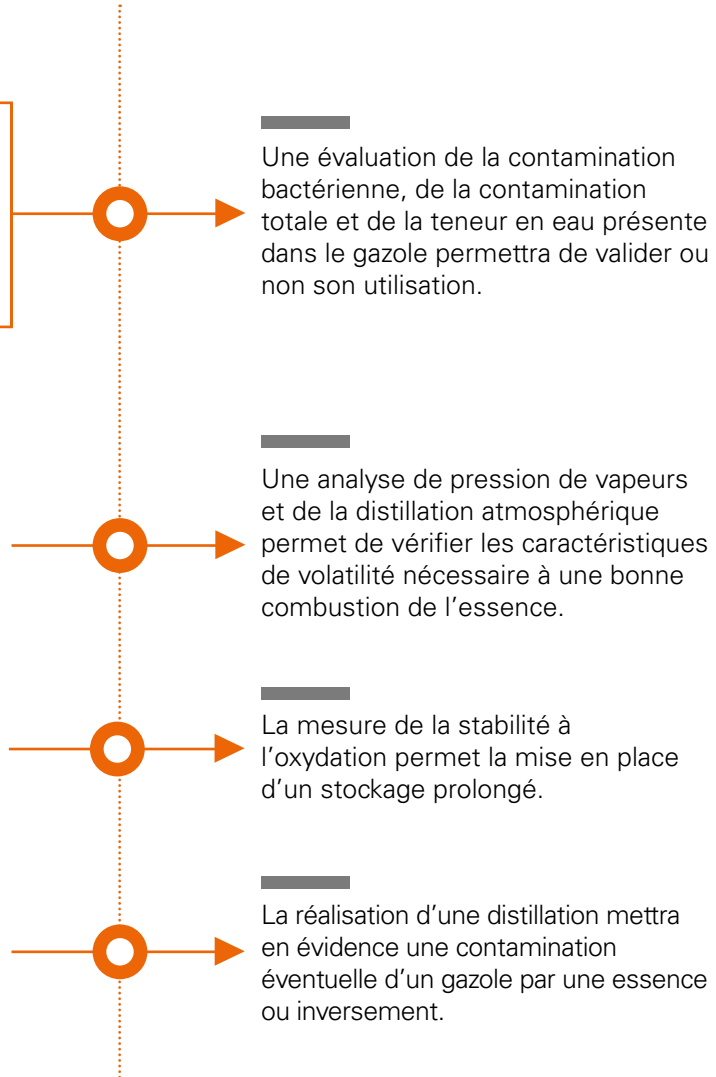 Une évaluation de la contamination
bactérienne, de la contamination
totale et de la teneur en eau présente
dans le gazole permettra de valider ou
non son utilisation.
Une analyse de pression de vapeurs
et de la distillation atmosphérique
permet de vérifier les caractéristiques
de volatilité nécessaire à une bonne
combustion de l’essence.
La mesure de la stabilité à
l’oxydation permet la mise en place
d’un stockage prolongé.
La réalisation d’une distillation mettra
en évidence une contamination
éventuelle d’un gazole par une essence
ou inversement.